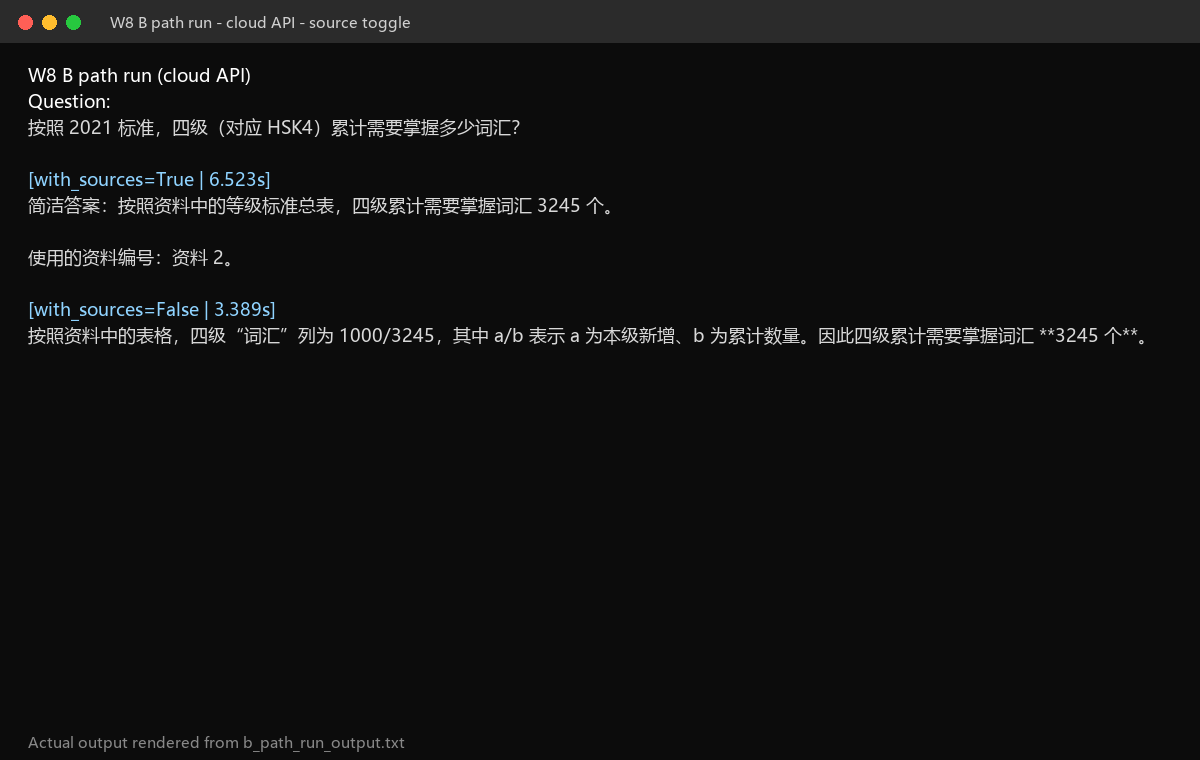 W8 B path run - cloud API - source toggle
W8 B path run (cloud API)
Question:
按照 2021 标准，四级（对应 HSK4）累计需要掌握多少词汇？
[with_sources=True | 6.523s]
简洁答案：按照资料中的等级标准总表，四级累计需要掌握词汇 3245 个。
使用的资料编号：资料 2。
[with_sources=False | 3.389s]
按照资料中的表格，四级“词汇”列为 1000/3245，其中 a/b 表示 a 为本级新增、b 为累计数量。因此四级累计需要掌握词汇 **3245 个**。
Actual output rendered from b_path_run_output.txt